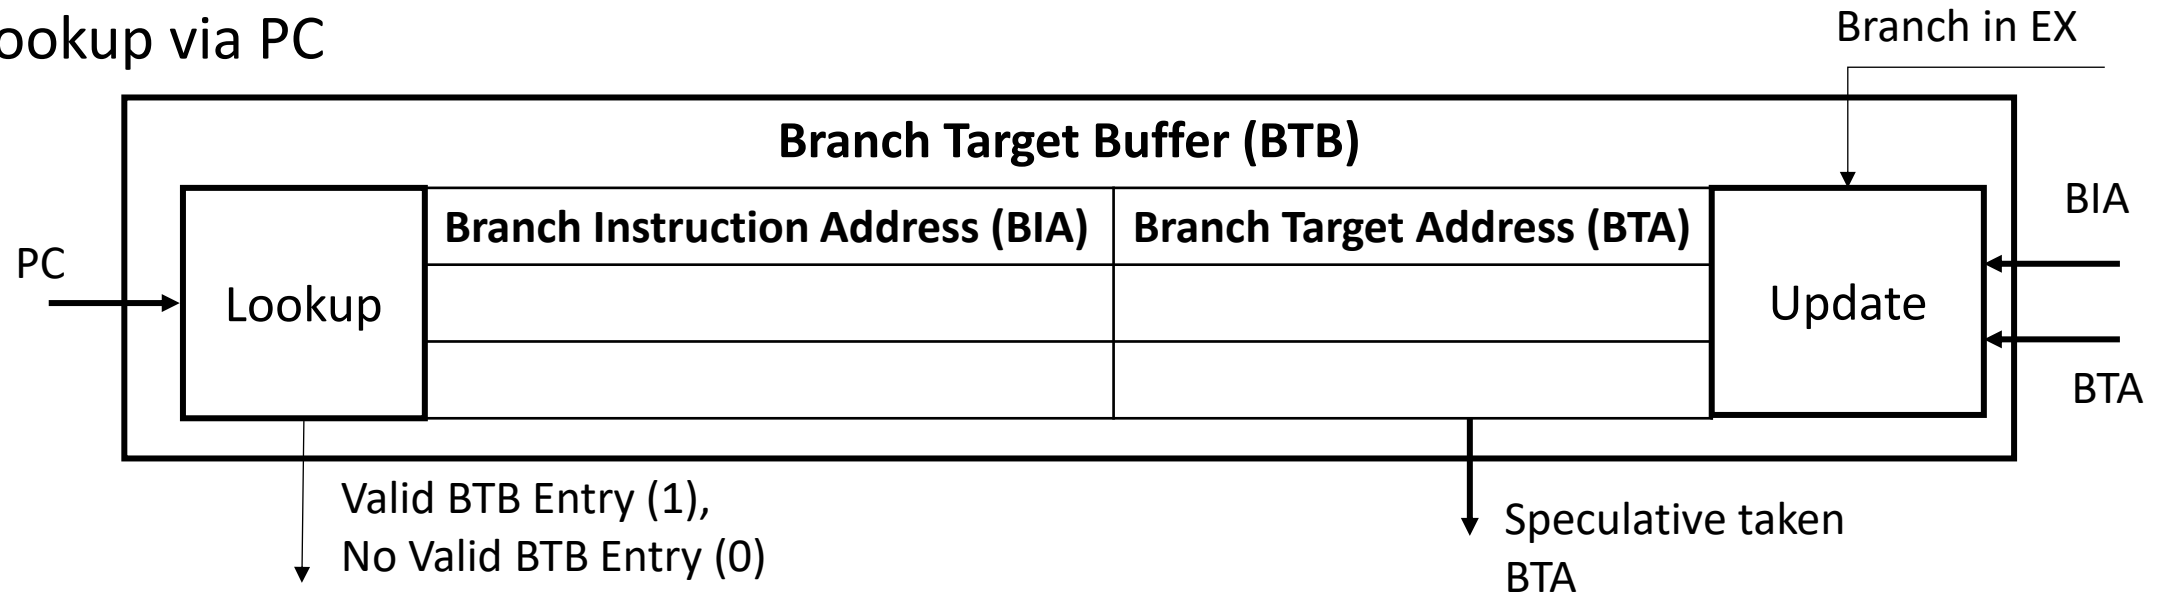 ookup via PC
Branch in EX
Branch Target Buffer (BTB)
BIA
Branch Instruction Address (BIA)
Branch Target Address (BTA)
PC
Lookup
Update
BTA
Valid BTB Entry (1),
No Valid BTB Entry (0)
Speculative taken
BTA